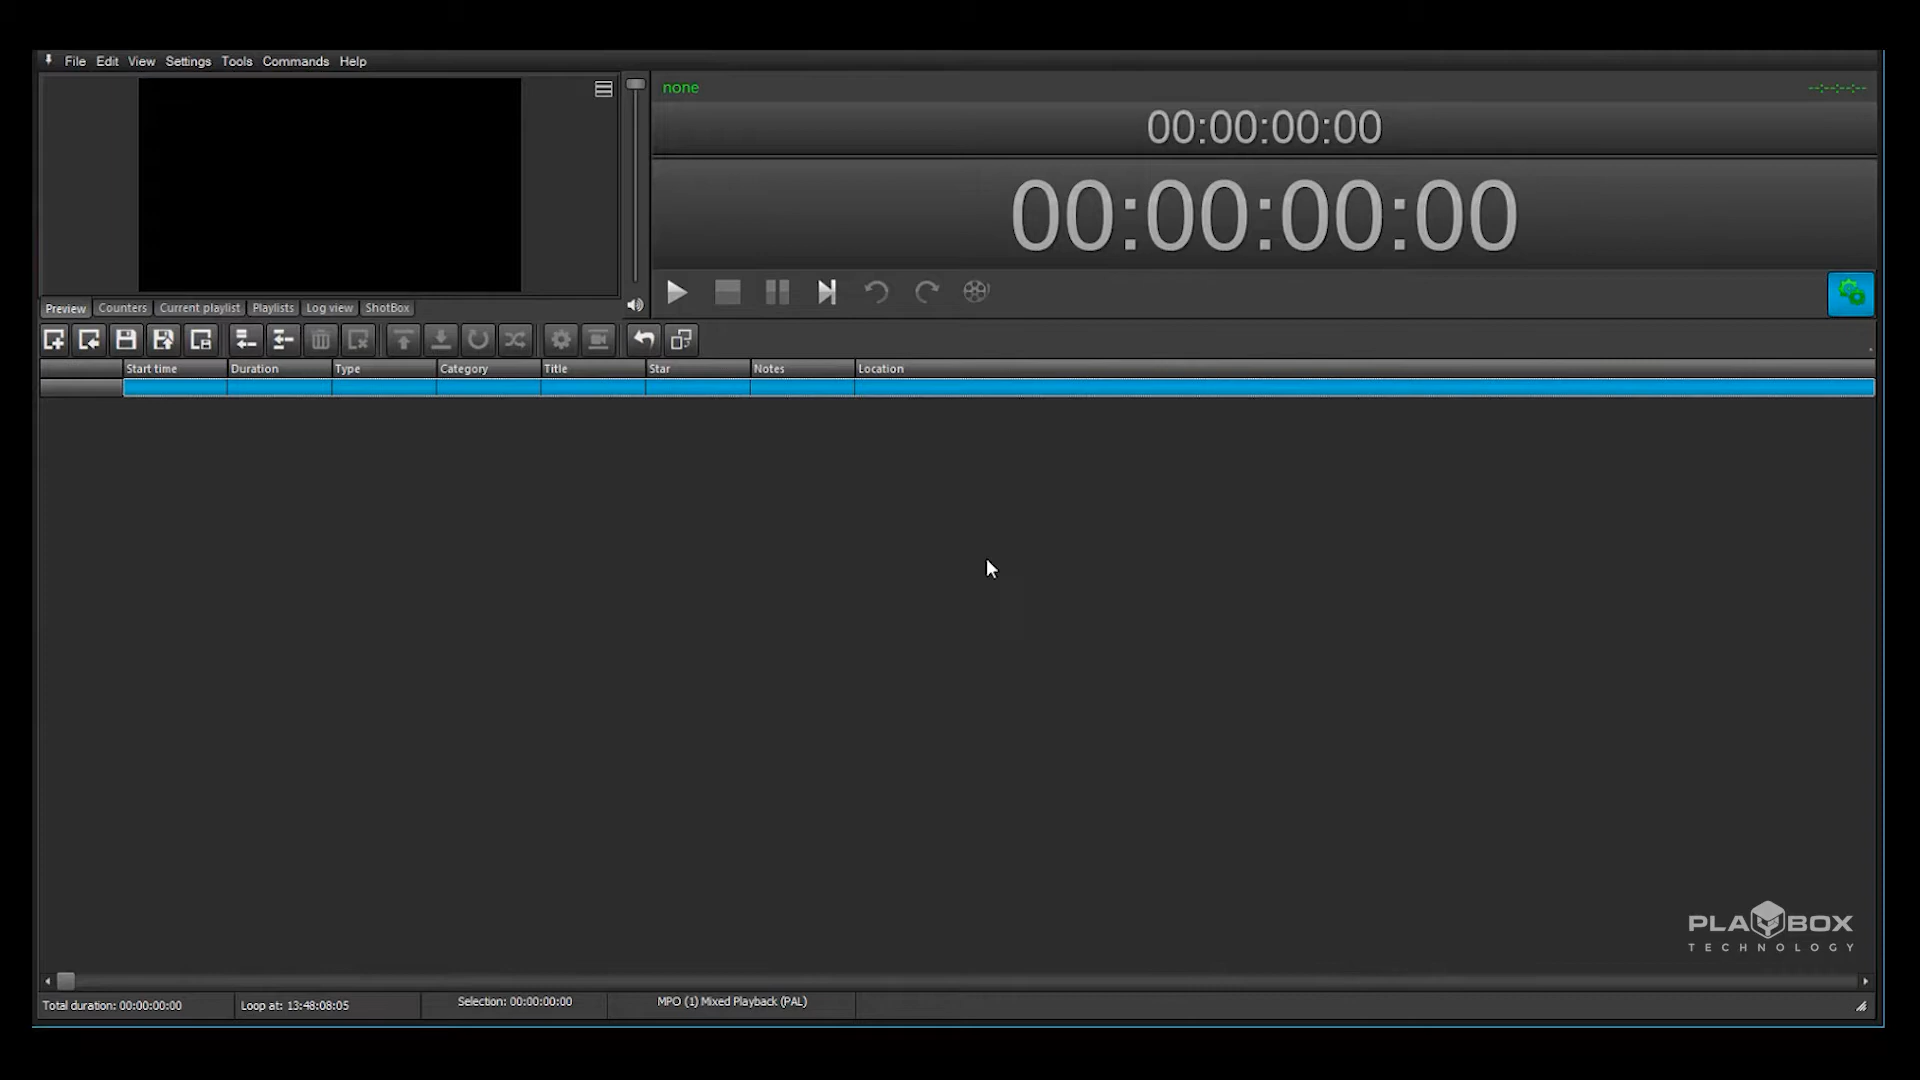 File Edit View Settings Tools Commands Help
none
--:--:--:--
00:00:00:00
00:00:00:00
Preview Counters Current playlist Playlists Log view ShotBox
Start time Duration Type Category Title Star Notes Location
PLAYBOX
TECHNOLOGY
Total duration: 00:00:00:00 Loop at: 13:48:08:05 Selection: 00:00:00:00 MPO (1) Mixed Playback (PAL)